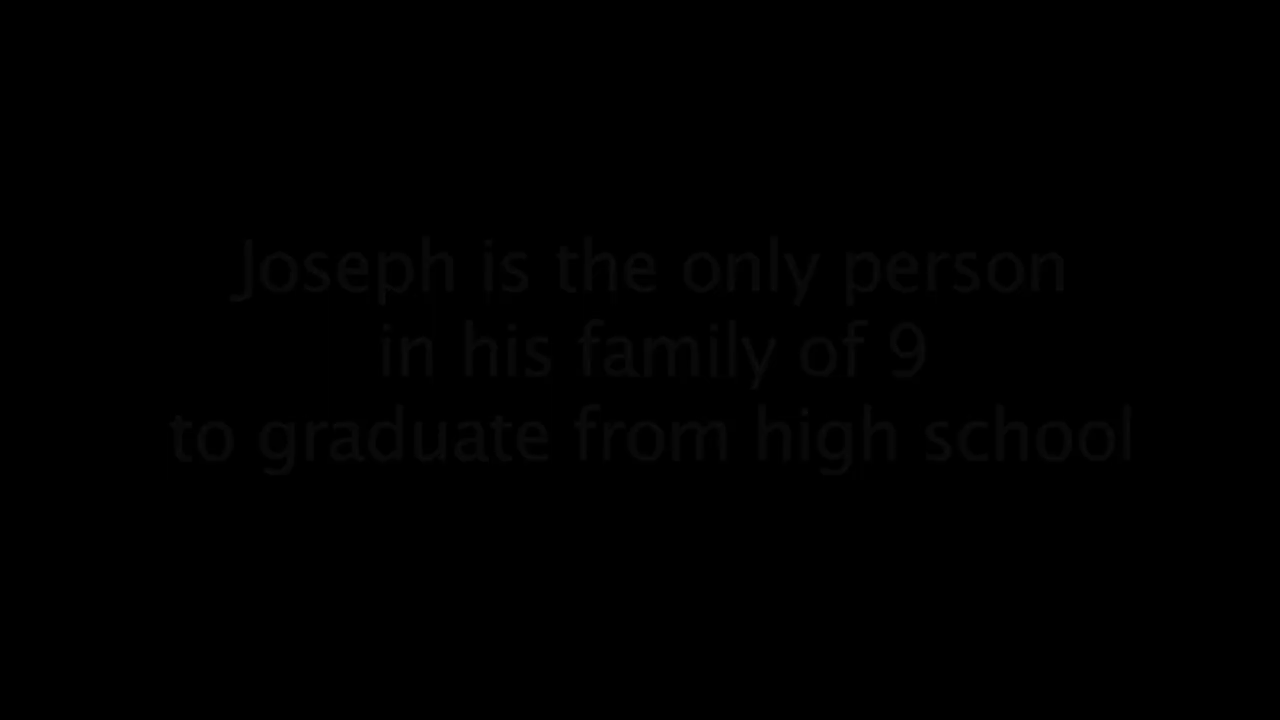 Joseph is the only person
in his family of 9
to graduate from high school